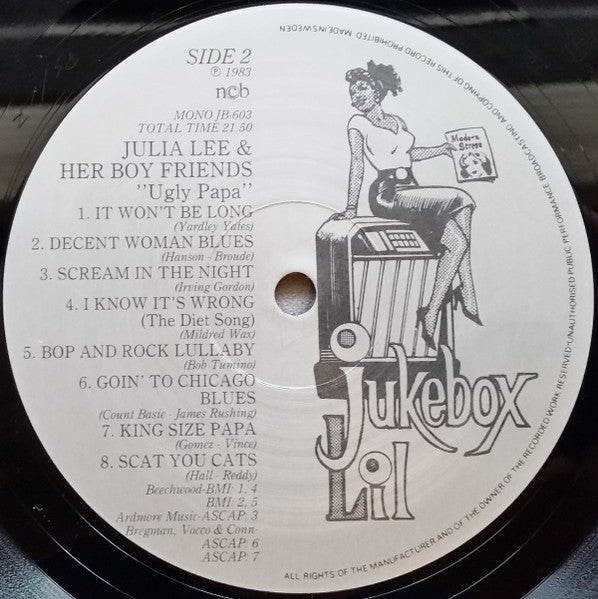 SIDE 2
℗ 1983
ncb
MONO JB-603
TOTAL TIME 21.50
JULIA LEE &
HER BOY FRIENDS
"Ugly Papa"
1. IT WON'T BE LONG
(Yardley Yates)
2. DECENT WOMAN BLUES
(Hanson - Broude)
3. SCREAM IN THE NIGHT
(Irving Gordon)
4. I KNOW IT'S WRONG
(The Diet Song)
(Mildred Wax)
5. BOP AND ROCK LULLABY
(Bob Tumino)
6. GOIN' TO CHICAGO
BLUES
(Count Basie - James Rushing)
7. KING SIZE PAPA
(Gomez - Vince)
8. SCAT YOU CATS
(Hall - Reddy)
Beechwood-BMI: 1, 4
BMI: 2, 5
Ardmore Music-ASCAP: 3
Bregman, Vocco & Conn-
ASCAP: 6
ASCAP: 7
Modern
Screen
Jukebox
Lil
ALL RIGHTS OF THE MANUFACTURER AND OF THE OWNER OF THE RECORDED WORK RESERVED · UNAUTHORISED PUBLIC PERFORMANCE BROADCASTING AND COPYING OF THIS RECORD PROHIBITED MADE IN SWEDEN